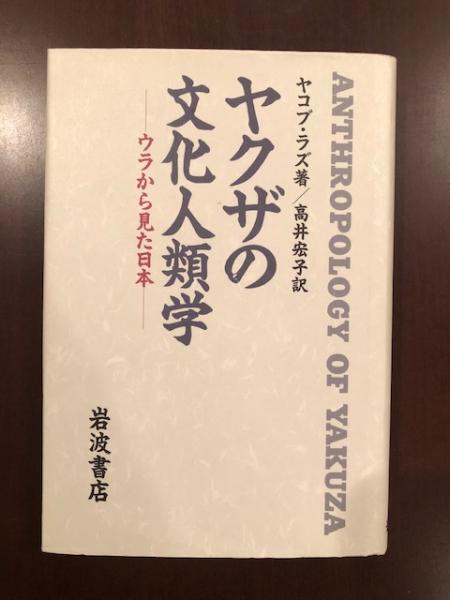 ANTHROPOLOGY OF YAKUZA
ヤコブ・ラズ著／高井宏子訳
ヤクザの
文化人類学
ウラから見た日本
岩波書店